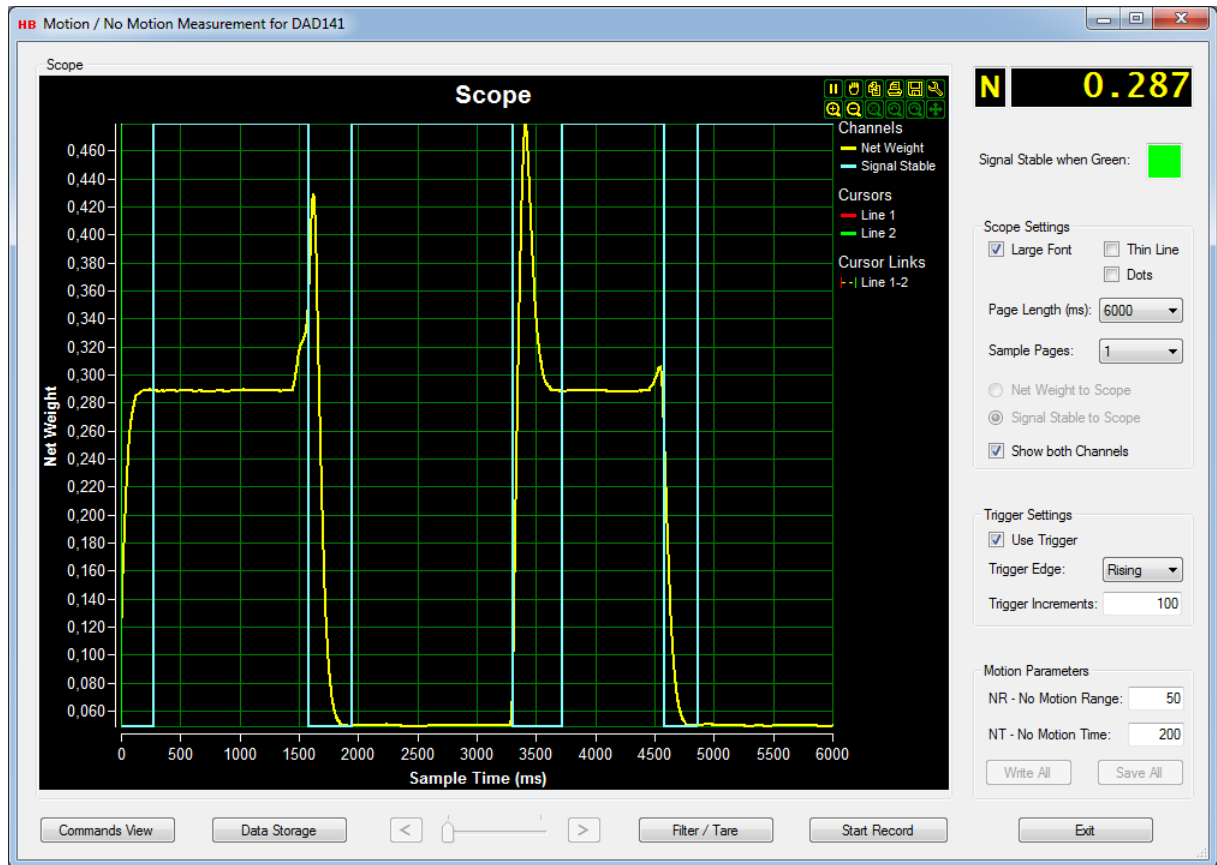 HB Motion / No Motion Measurement for DAD141
Scope
Scope
Channels
Net Weight
Signal Stable
Cursors
Line 1
Line 2
Cursor Links
Line 1-2
0,460
0,440
0,420
0,400
0,380
0,360
0,340
0,320
0,300
0,280
0,260
0,240
0,220
0,200
0,180
0,160
0,140
0,120
0,100
0,080
0,060
Net Weight
0 500 1000 1500 2000 2500 3000 3500 4000 4500 5000 5500 6000
Sample Time (ms)
N 0.287
Signal Stable when Green:
Scope Settings
Large Font Thin Line
Dots
Page Length (ms): 6000
Sample Pages: 1
Net Weight to Scope
Signal Stable to Scope
Show both Channels
Trigger Settings
Use Trigger
Trigger Edge: Rising
Trigger Increments: 100
Motion Parameters
NR - No Motion Range: 50
NT - No Motion Time: 200
Write All Save All
Commands View Data Storage < > Filter / Tare Start Record Exit